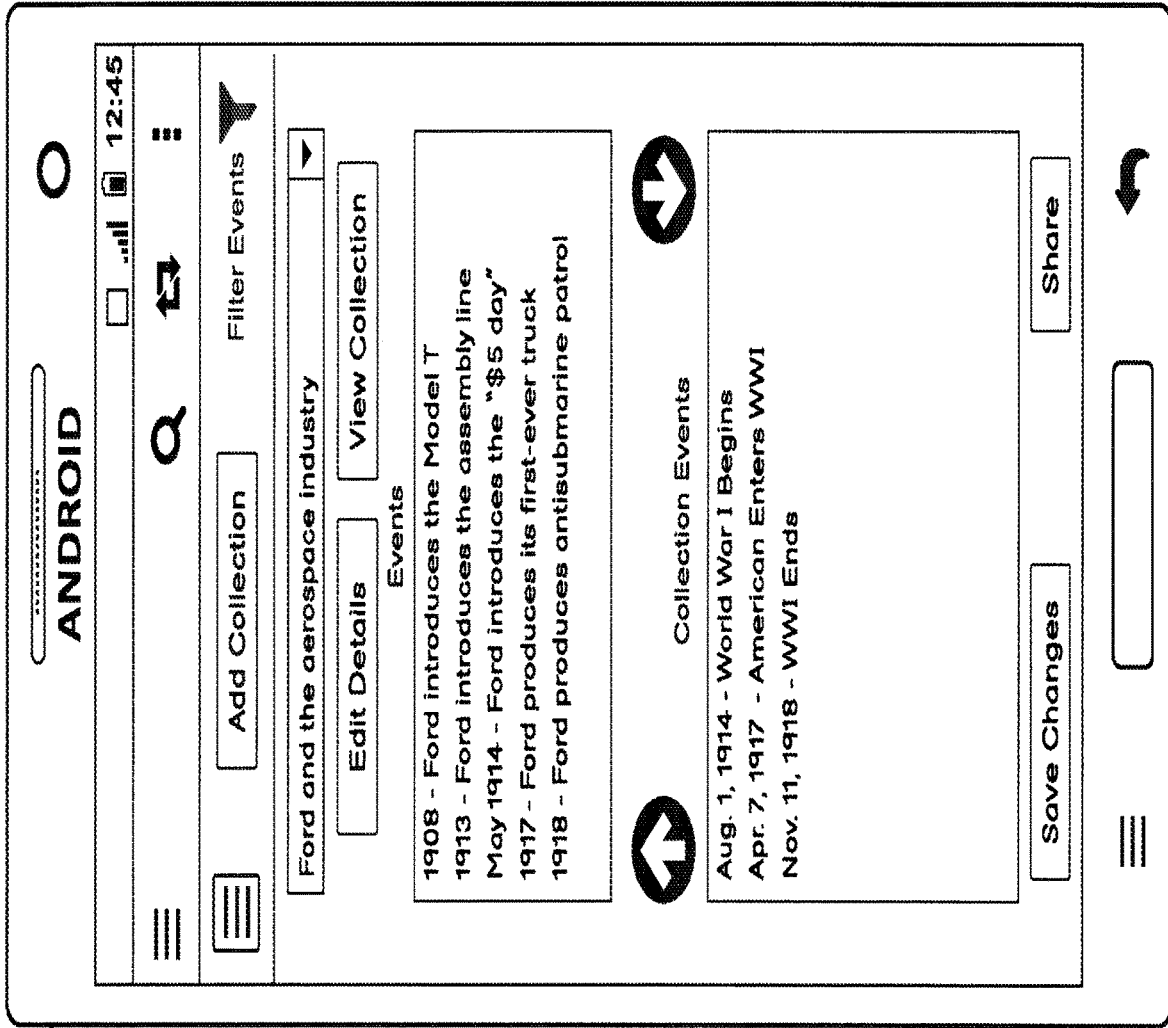 ANDROID
12:45
Add Collection
Filter Events
Ford and the aerospace industry
Edit Details
View Collection
Events
1908 - Ford introduces the Model T
1913 - Ford introduces the assembly line
May 1914 - Ford introduces the "$5 day"
1917 - Ford produces its first-ever truck
1918 - Ford produces antisubmarine patrol
Collection Events
Aug. 1, 1914 - World War I Begins
Apr. 7, 1917 - American Enters WWI
Nov. 11, 1918 - WWI Ends
Save Changes
Share